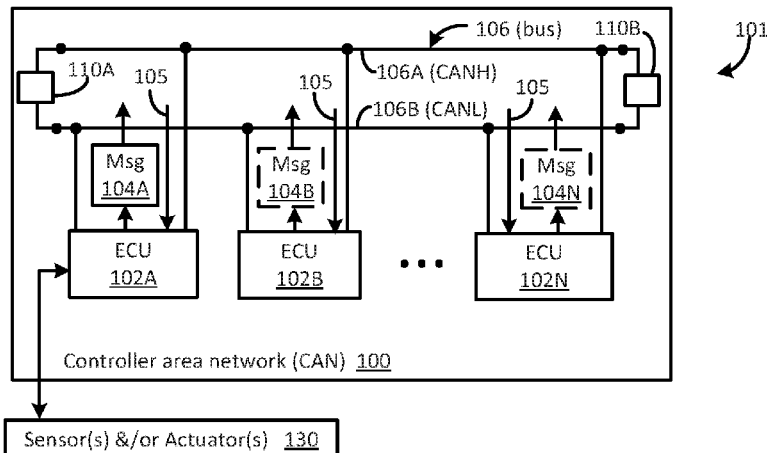 106 (bus)
110B
101
110A
105
106A (CANH)
105
106B (CANL)
105
Msg
104A
Msg
104B
Msg
104N
ECU
102A
ECU
102B
ECU
102N
Controller area network (CAN) 100
Sensor(s) &/or Actuator(s) 130